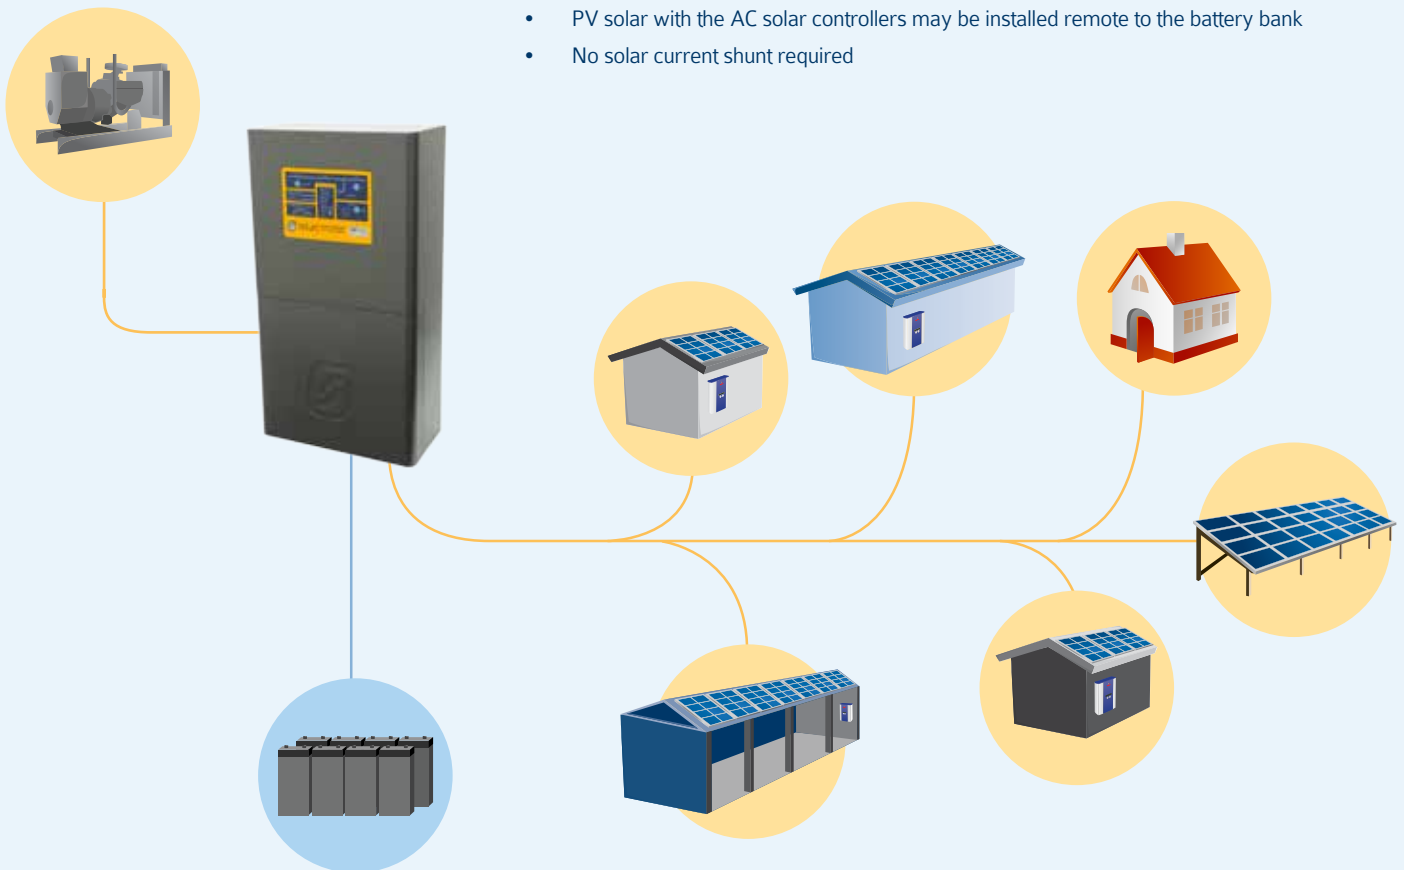 • PV solar with the AC solar controllers may be installed remote to the battery bank
• No solar current shunt required